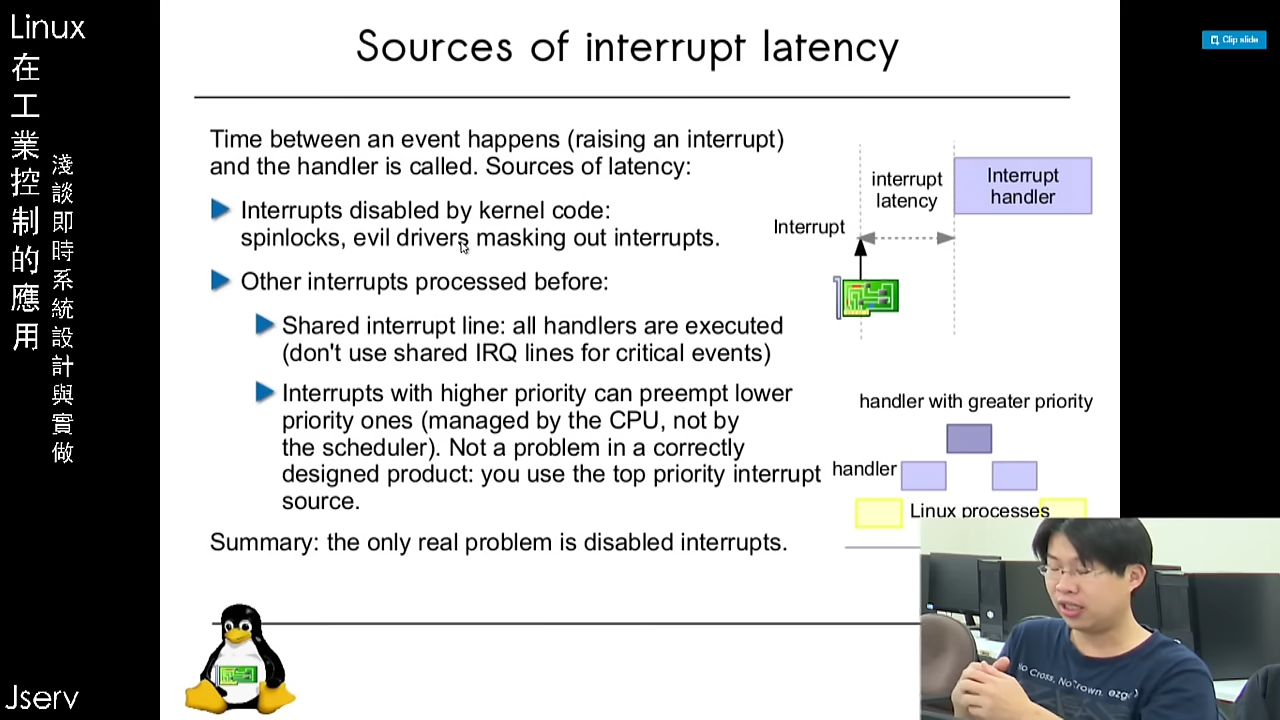 Linux
在工業控制的應用
淺談即時系統設計與實做
Jserv
Clip slide
Sources of interrupt latency
Time between an event happens (raising an interrupt)
and the handler is called. Sources of latency:
Interrupts disabled by kernel code:
spinlocks, evil drivers masking out interrupts.
Other interrupts processed before:
Shared interrupt line: all handlers are executed
(don't use shared IRQ lines for critical events)
Interrupts with higher priority can preempt lower
priority ones (managed by the CPU, not by
the scheduler). Not a problem in a correctly
designed product: you use the top priority interrupt
source.
Summary: the only real problem is disabled interrupts.
interrupt
latency
Interrupt
handler
Interrupt
handler with greater priority
handler
Linux processes
No Cross, No Crown.